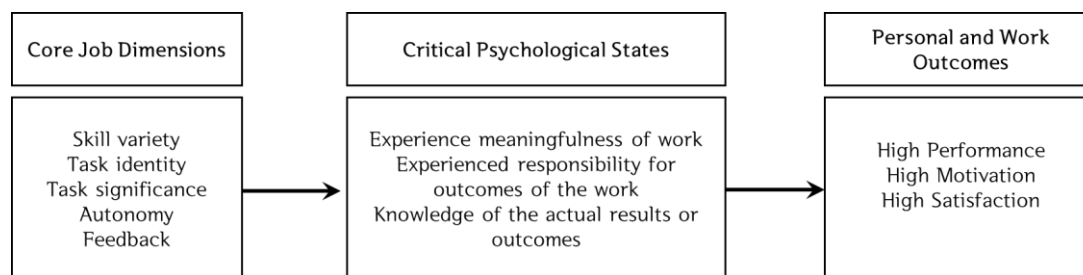 Core Job Dimensions
Critical Psychological States
Personal and Work
Outcomes
Skill variety
Task identity
Task significance
Autonomy
Feedback
Experience meaningfulness of work
Experienced responsibility for
outcomes of the work
Knowledge of the actual results or
outcomes
High Performance
High Motivation
High Satisfaction